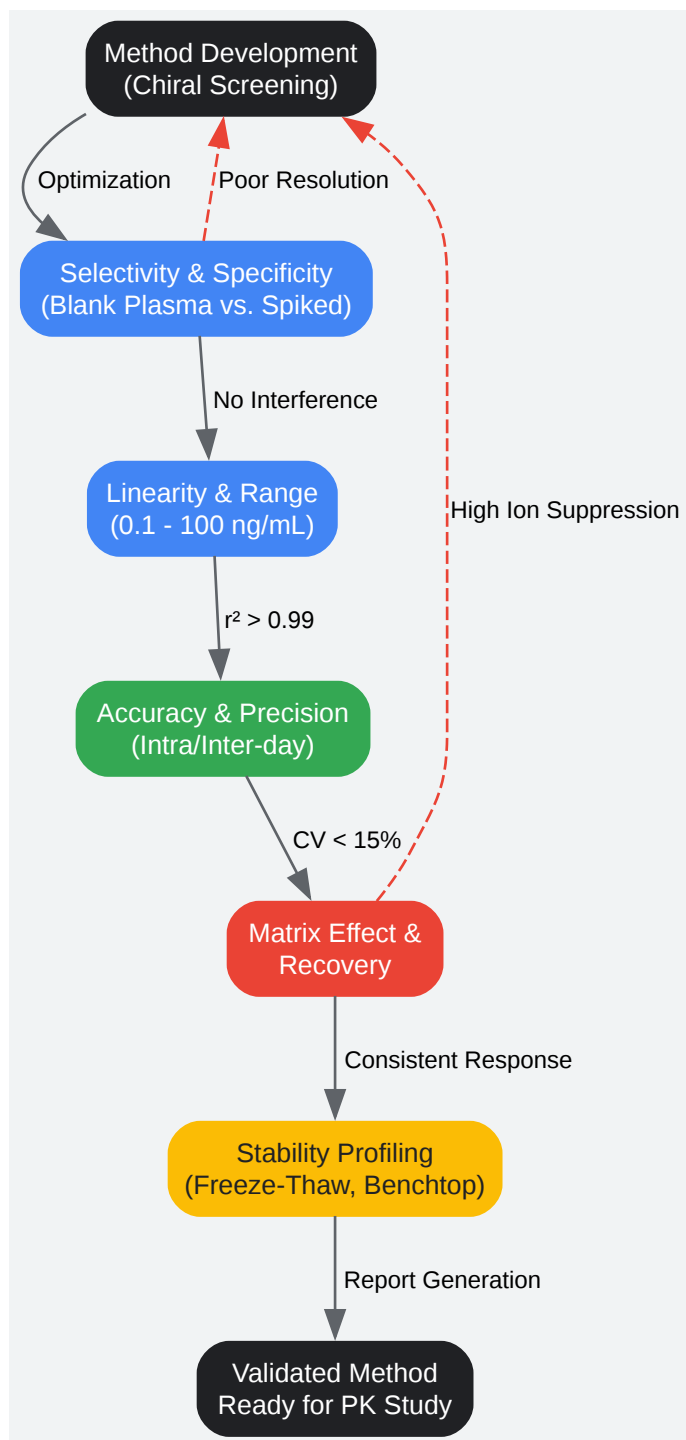 Method Development
(Chiral Screening)
Optimization
Poor Resolution
Selectivity & Specificity
(Blank Plasma vs. Spiked)
No Interference
Linearity & Range
(0.1 - 100 ng/mL)
High Ion Suppression
r² > 0.99
Accuracy & Precision
(Intra/Inter-day)
CV < 15%
Matrix Effect &
Recovery
Consistent Response
Stability Profiling
(Freeze-Thaw, Benchtop)
Report Generation
Validated Method
Ready for PK Study